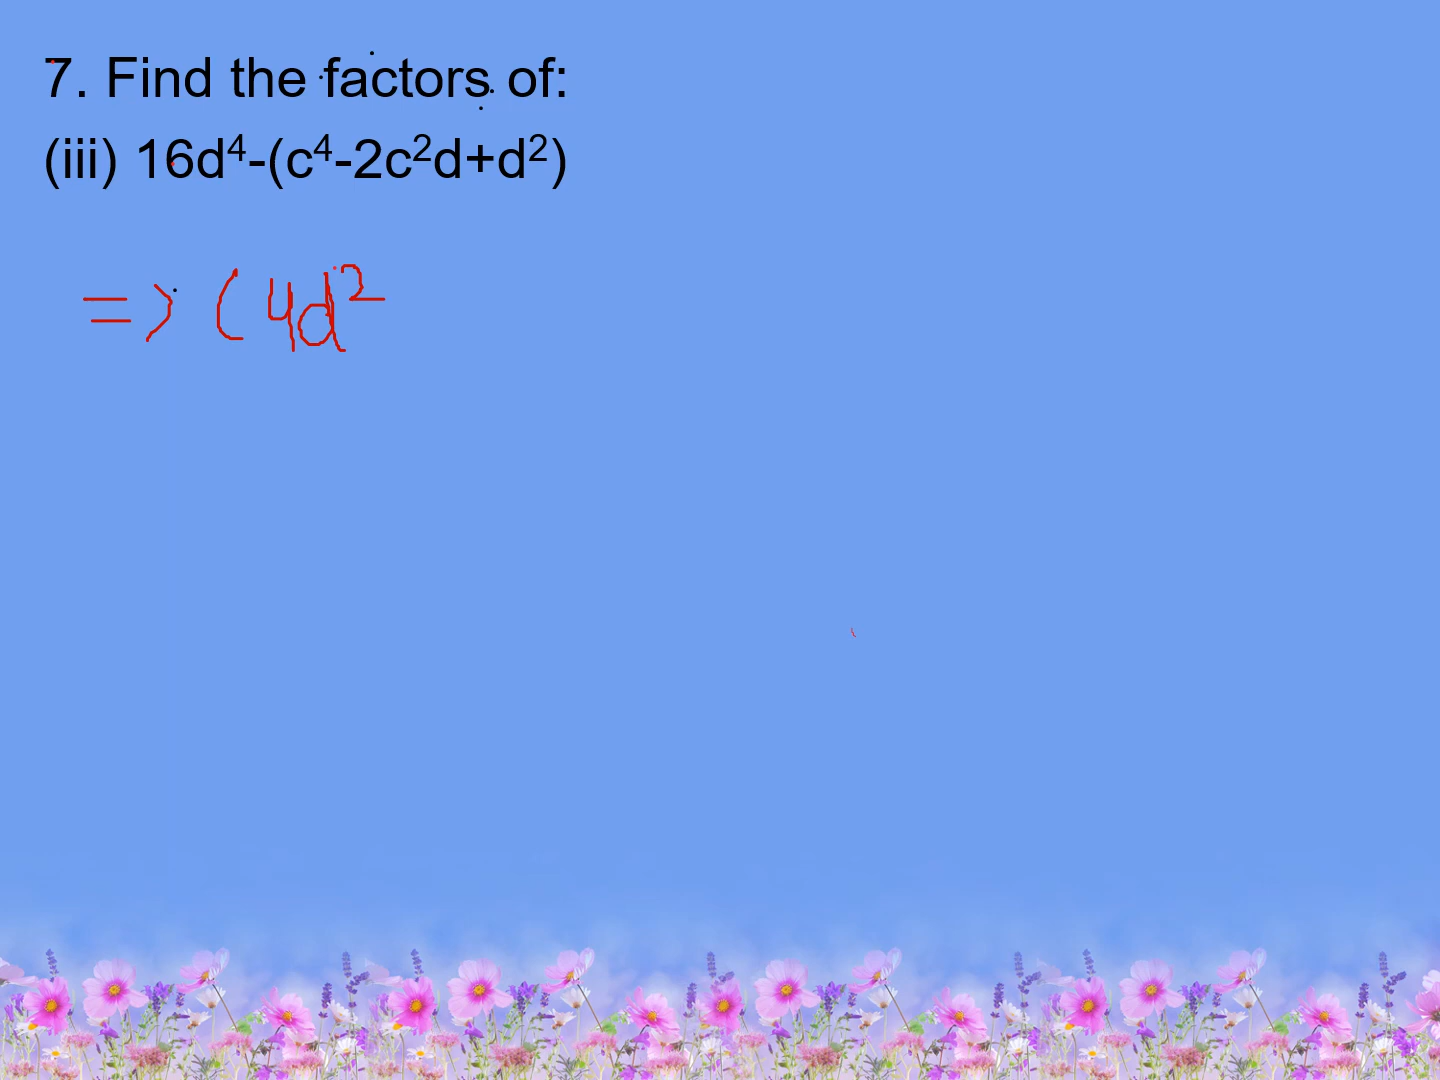 7. Find the factors of:
(iii) 16d⁴-(c⁴-2c²d+d²)
=> (4d²